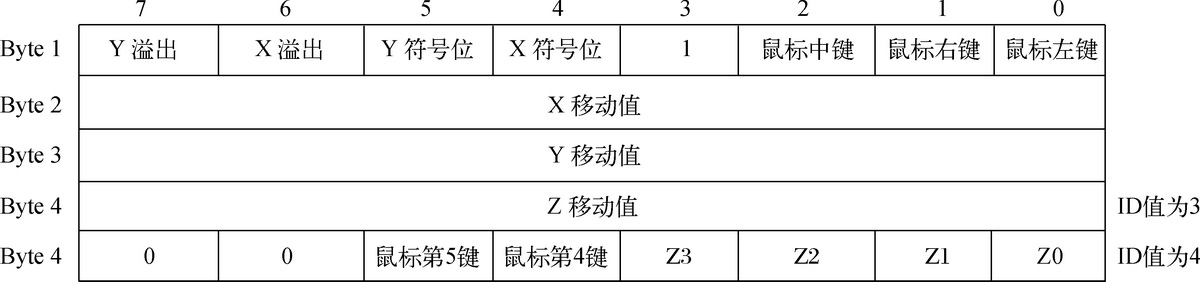 7 6 5 4 3 2 1 0
Byte 1 Y 溢出 X 溢出 Y 符号位 X 符号位 1 鼠标中键 鼠标右键 鼠标左键
Byte 2 X 移动值
Byte 3 Y 移动值
Byte 4 Z 移动值 ID值为3
Byte 4 0 0 鼠标第5键 鼠标第4键 Z3 Z2 Z1 Z0 ID值为4